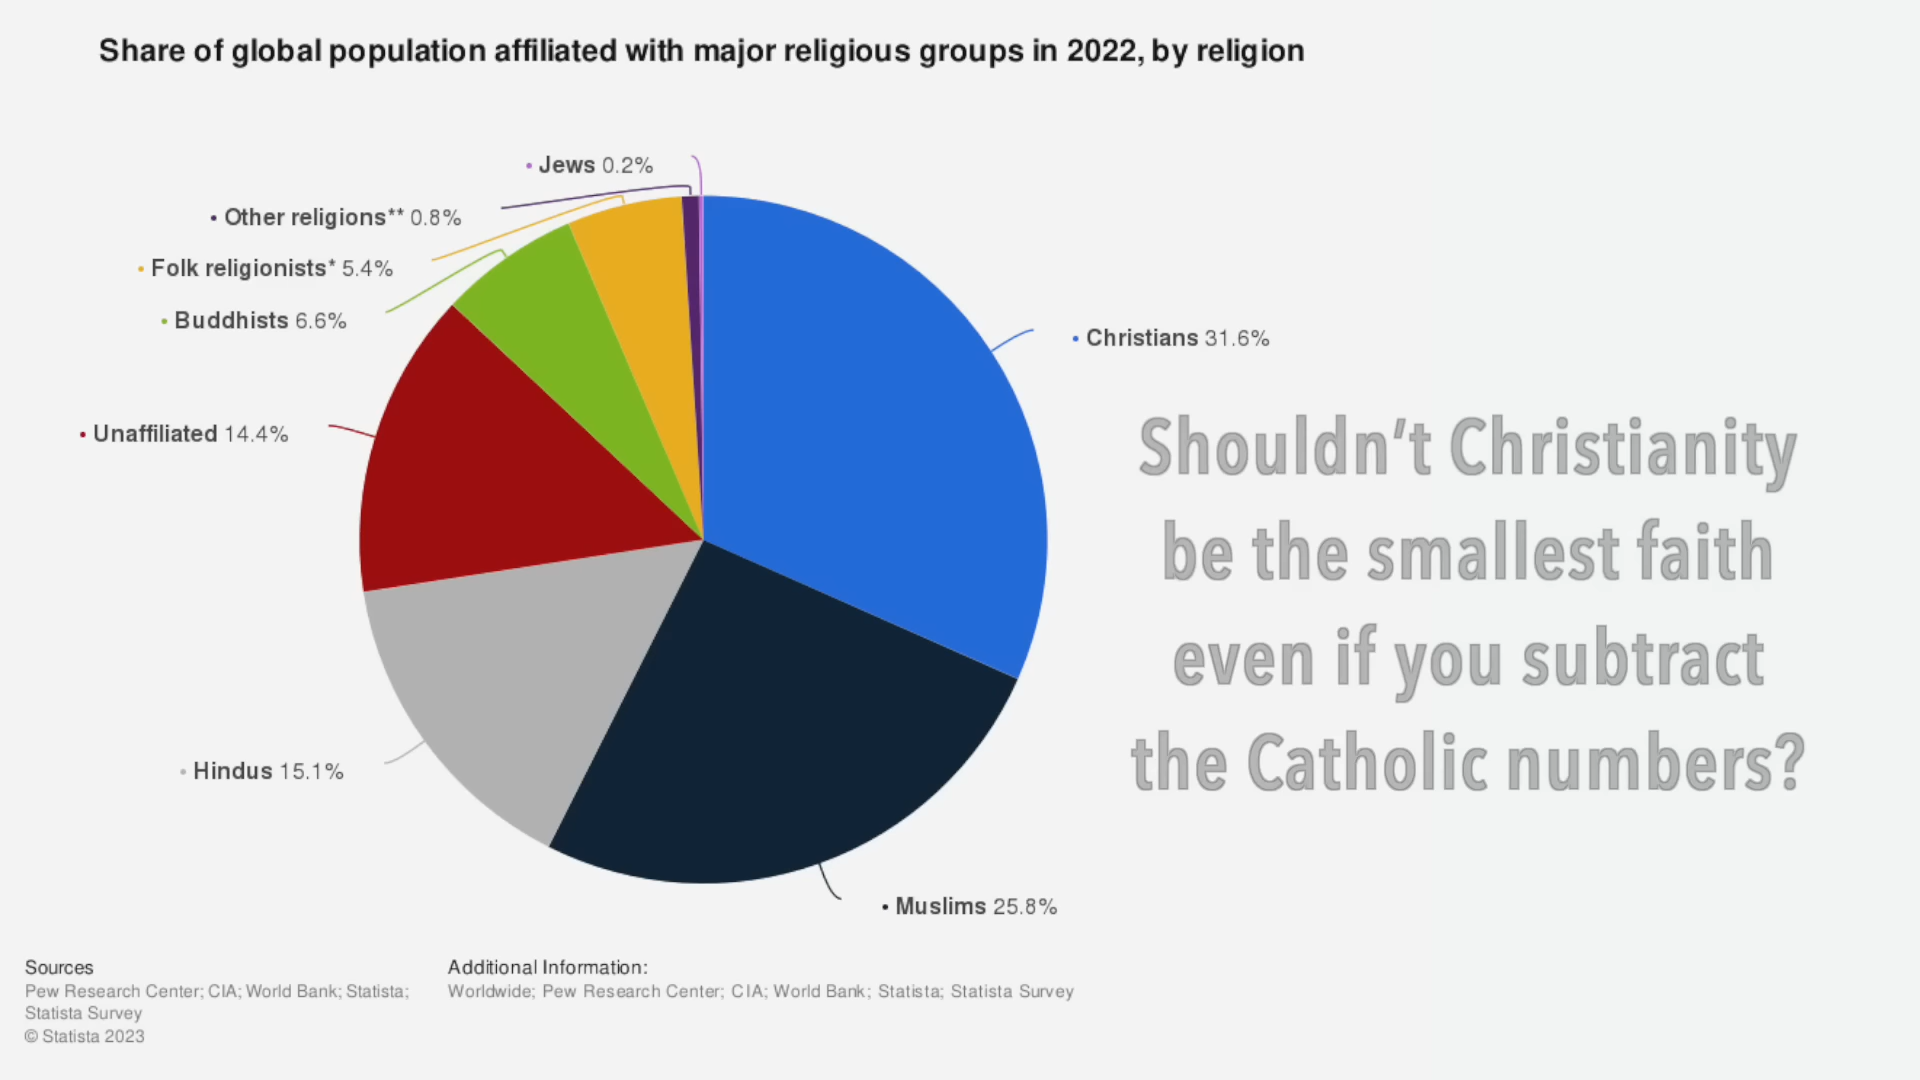 Share of global population affiliated with major religious groups in 2022, by religion
Jews 0.2%
Other religions** 0.8%
Folk religionists* 5.4%
Buddhists 6.6%
Christians 31.6%
Unaffiliated 14.4%
Shouldn't Christianity
be the smallest faith
even if you subtract
the Catholic numbers?
Hindus 15.1%
Muslims 25.8%
Sources
Pew Research Center; CIA; World Bank; Statista;
Statista Survey
© Statista 2023
Additional Information:
Worldwide; Pew Research Center; CIA; World Bank; Statista; Statista Survey